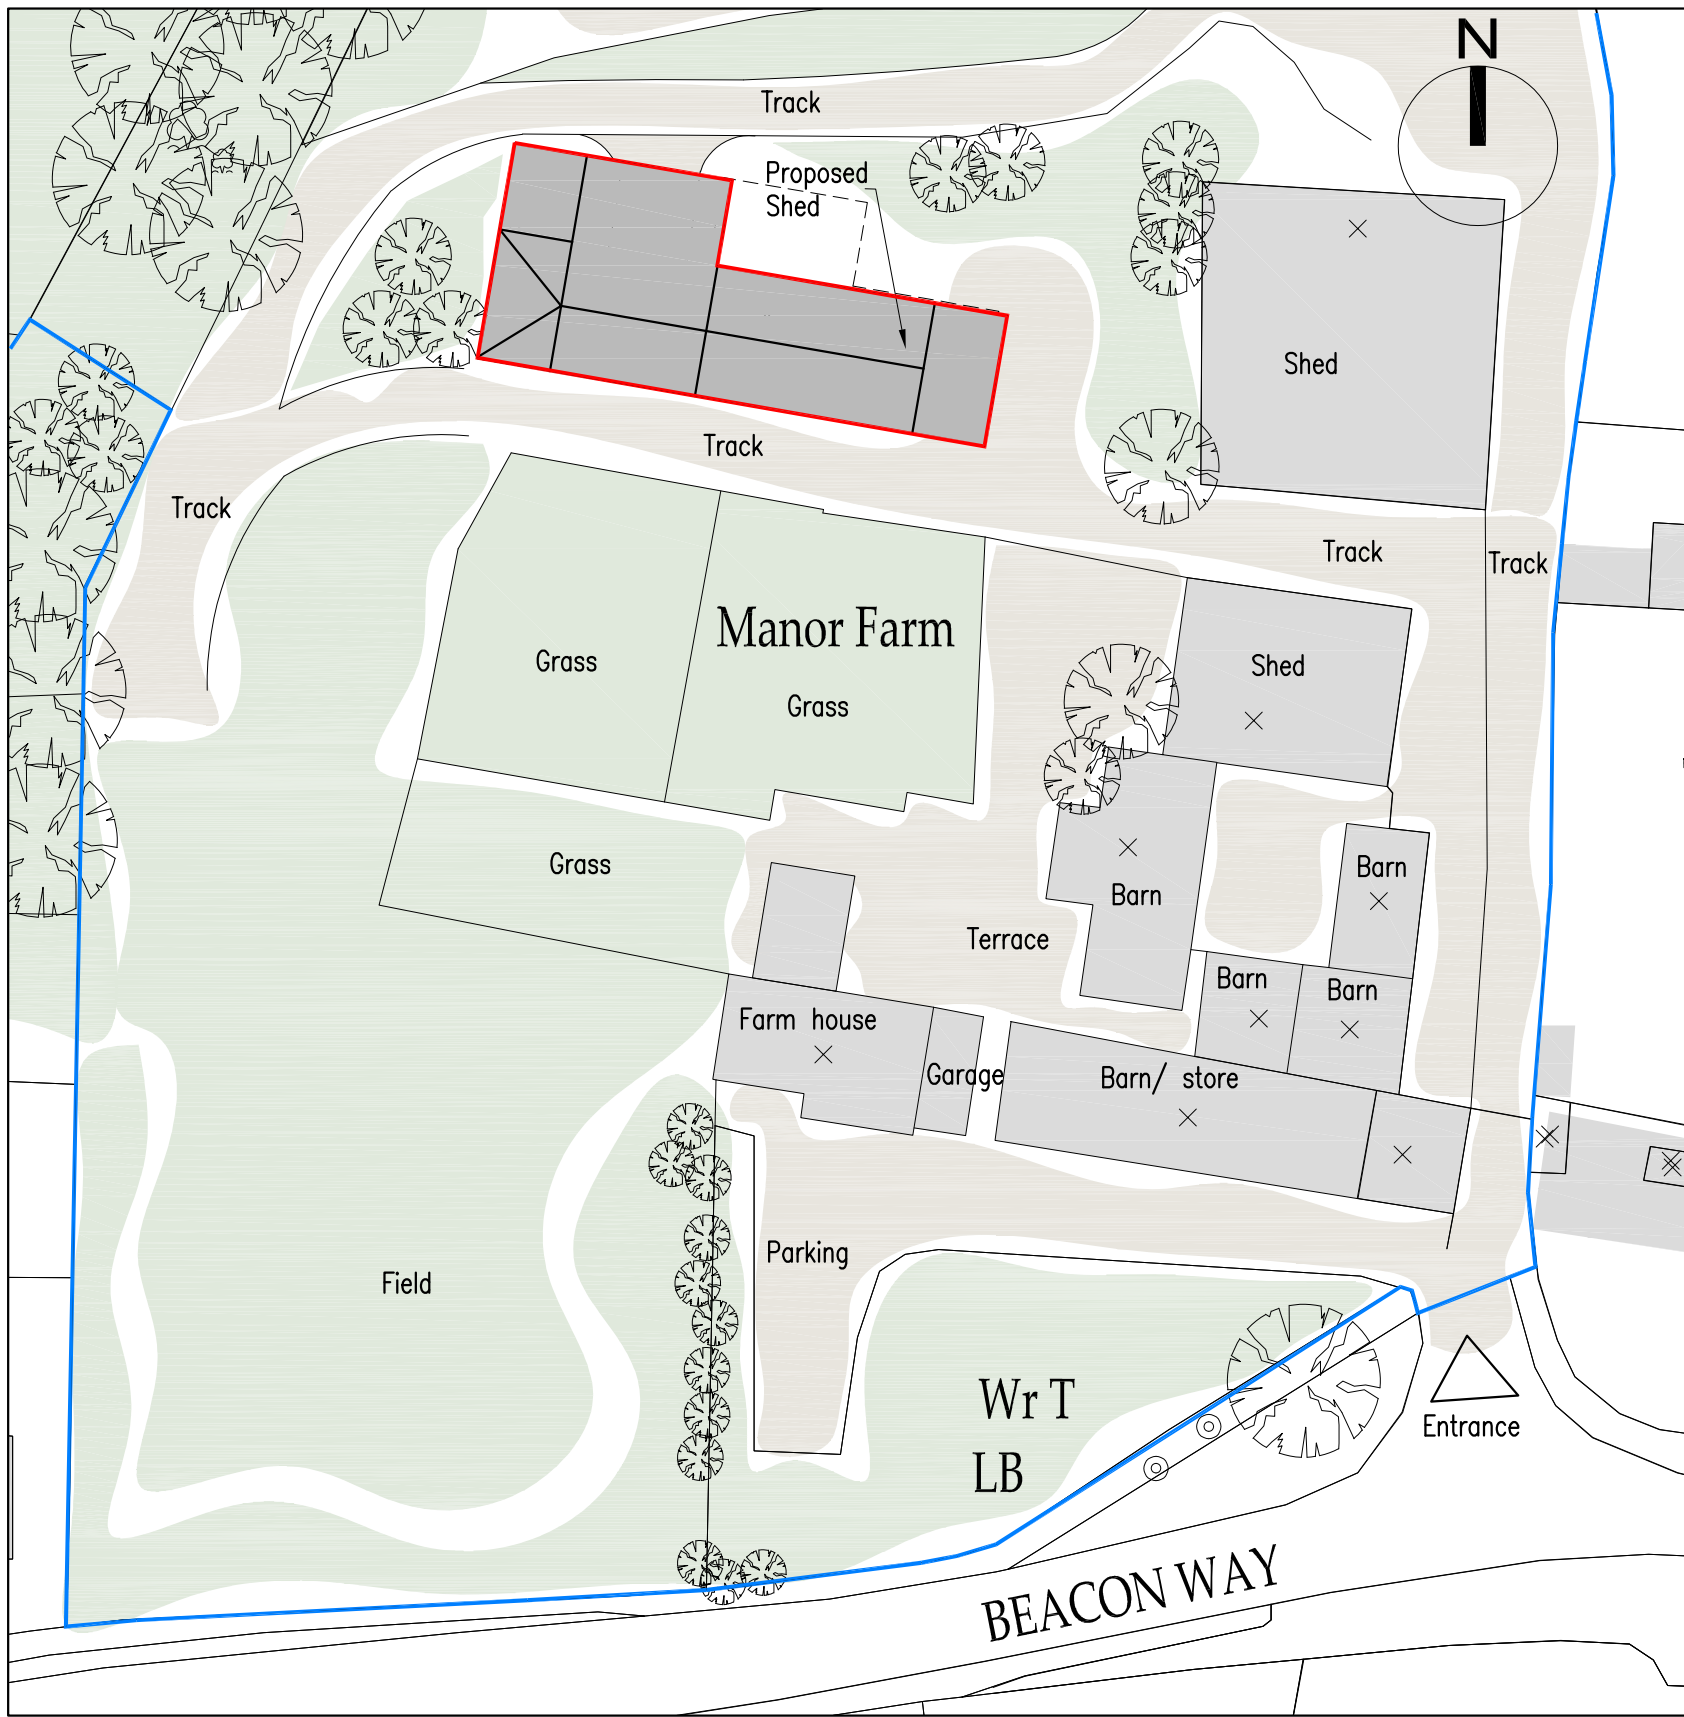 N
Track
Proposed
Shed
Shed
Track
Track
Track
Track
Manor Farm
Grass
Shed
Grass
Grass
Barn
Barn
Terrace
Barn
Barn
Farm house
Garage
Barn/ store
Parking
Field
Wr T
Entrance
LB
BEACON WAY